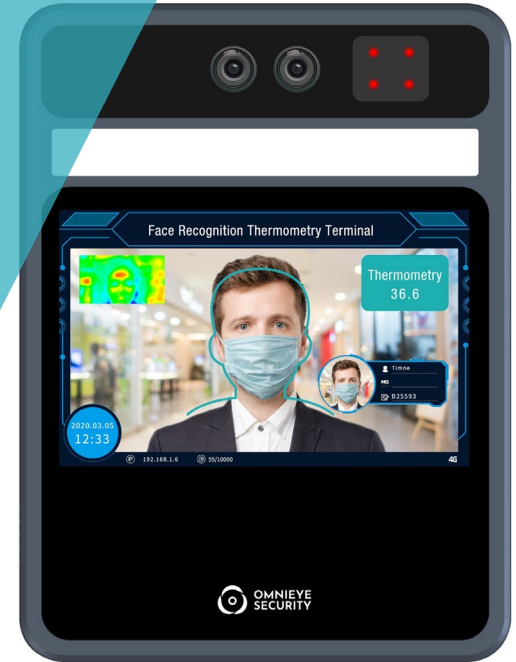 Face Recognition Thermometry Terminal
Thermometry
36.6
Timne
NO.
B25593
2020.03.05
12:33
IP 192.168.1.6 55/10000 4G
OMNIEYE
SECURITY